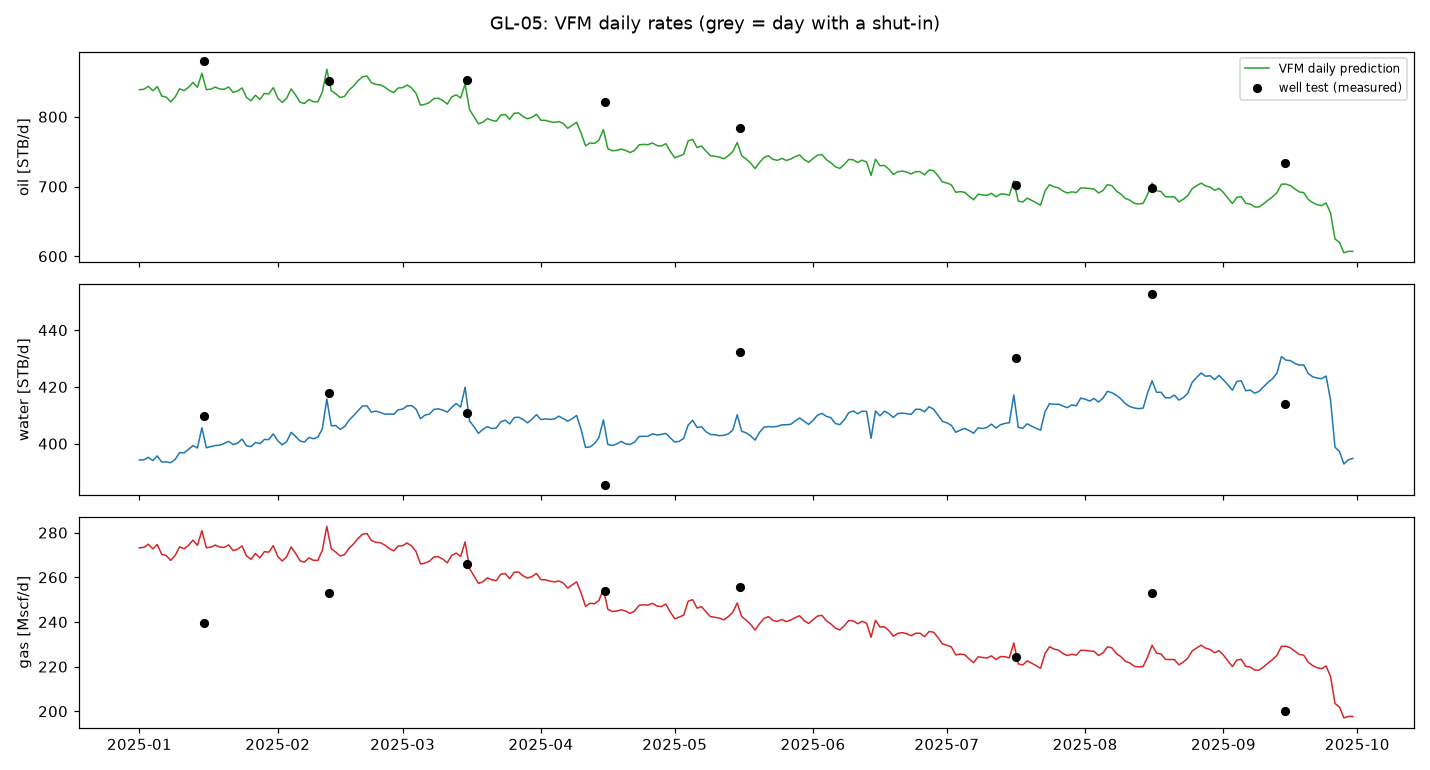 GL-05: VFM daily rates (grey = day with a shut-in)
VFM daily prediction
well test (measured)
oil [STB/d]
800
700
600
water [STB/d]
440
420
400
gas [Mscf/d]
280
260
240
220
200
2025-01 2025-02 2025-03 2025-04 2025-05 2025-06 2025-07 2025-08 2025-09 2025-10